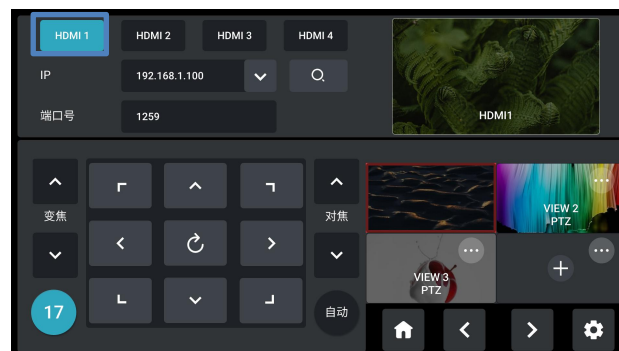 HDMI 1 HDMI 2 HDMI 3 HDMI 4
IP 192.168.1.100
端口号 1259
HDMI1
变焦 对焦
VIEW 2
PTZ
VIEW 3
PTZ
17 自动